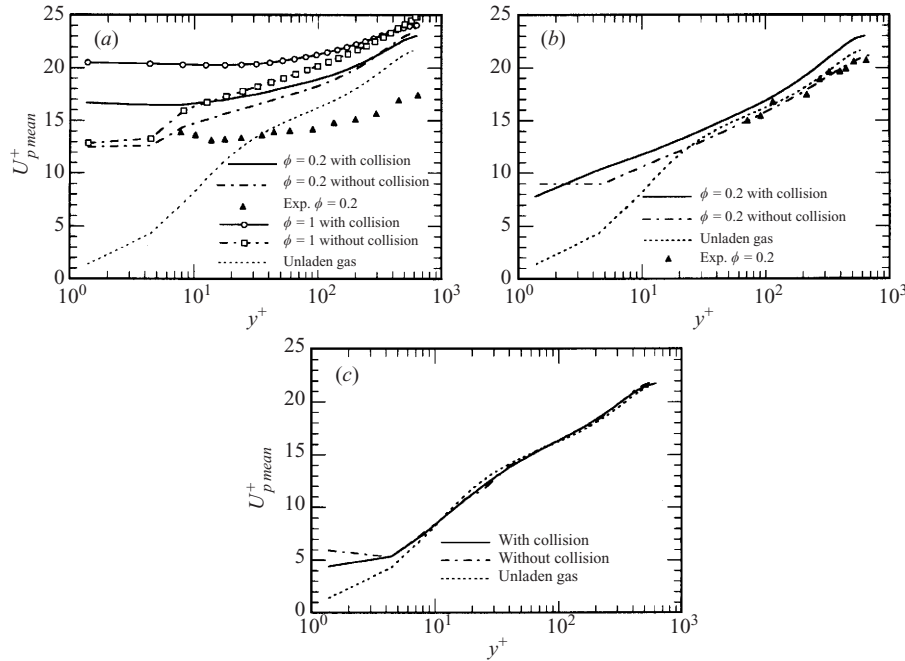 25
20
15
10
5
0
U⁺ₚ ₘₑₐₙ
(a)
φ = 0.2 with collision
φ = 0.2 without collision
Exp. φ = 0.2
φ = 1 with collision
φ = 1 without collision
Unladen gas
10⁰ 10¹ 10² 10³
y⁺
25
20
15
10
5
0
(b)
φ = 0.2 with collision
φ = 0.2 without collision
Unladen gas
Exp. φ = 0.2
10⁰ 10¹ 10² 10³
y⁺
25
20
15
10
5
0
U⁺ₚ ₘₑₐₙ
(c)
With collision
Without collision
Unladen gas
10⁰ 10¹ 10² 10³
y⁺